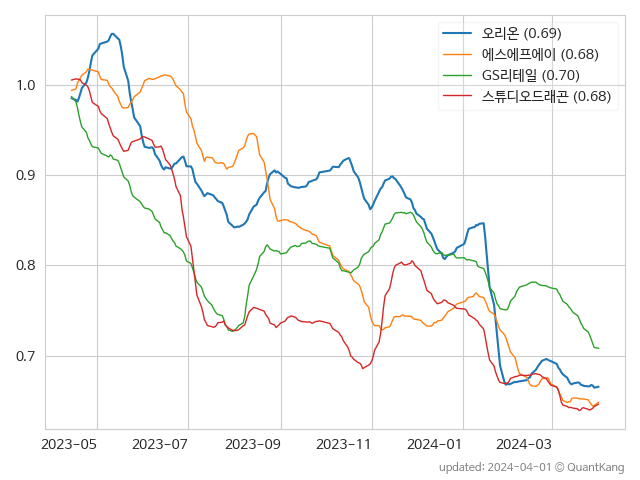 오리온 (0.69)
에스에프에이 (0.68)
GS리테일 (0.70)
스튜디오드래곤 (0.68)
1.0
0.9
0.8
0.7
2023-05 2023-07 2023-09 2023-11 2024-01 2024-03
updated: 2024-04-01 © QuantKang